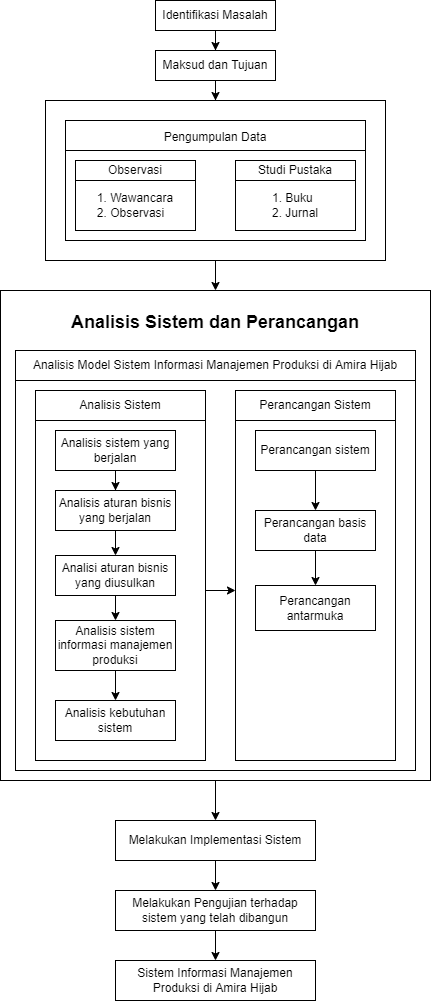 Identifikasi Masalah
Maksud dan Tujuan
Pengumpulan Data
Observasi
1. Wawancara
2. Observasi
Studi Pustaka
1. Buku
2. Jurnal
Analisis Sistem dan Perancangan
Analisis Model Sistem Informasi Manajemen Produksi di Amira Hijab
Analisis Sistem
Analisis sistem yang
berjalan
Analisis aturan bisnis
yang berjalan
Analisi aturan bisnis
yang diusulkan
Analisis sistem
informasi manajemen
produksi
Analisis kebutuhan
sistem
Perancangan Sistem
Perancangan sistem
Perancangan basis
data
Perancangan
antarmuka
Melakukan Implementasi Sistem
Melakukan Pengujian terhadap
sistem yang telah dibangun
Sistem Informasi Manajemen
Produksi di Amira Hijab